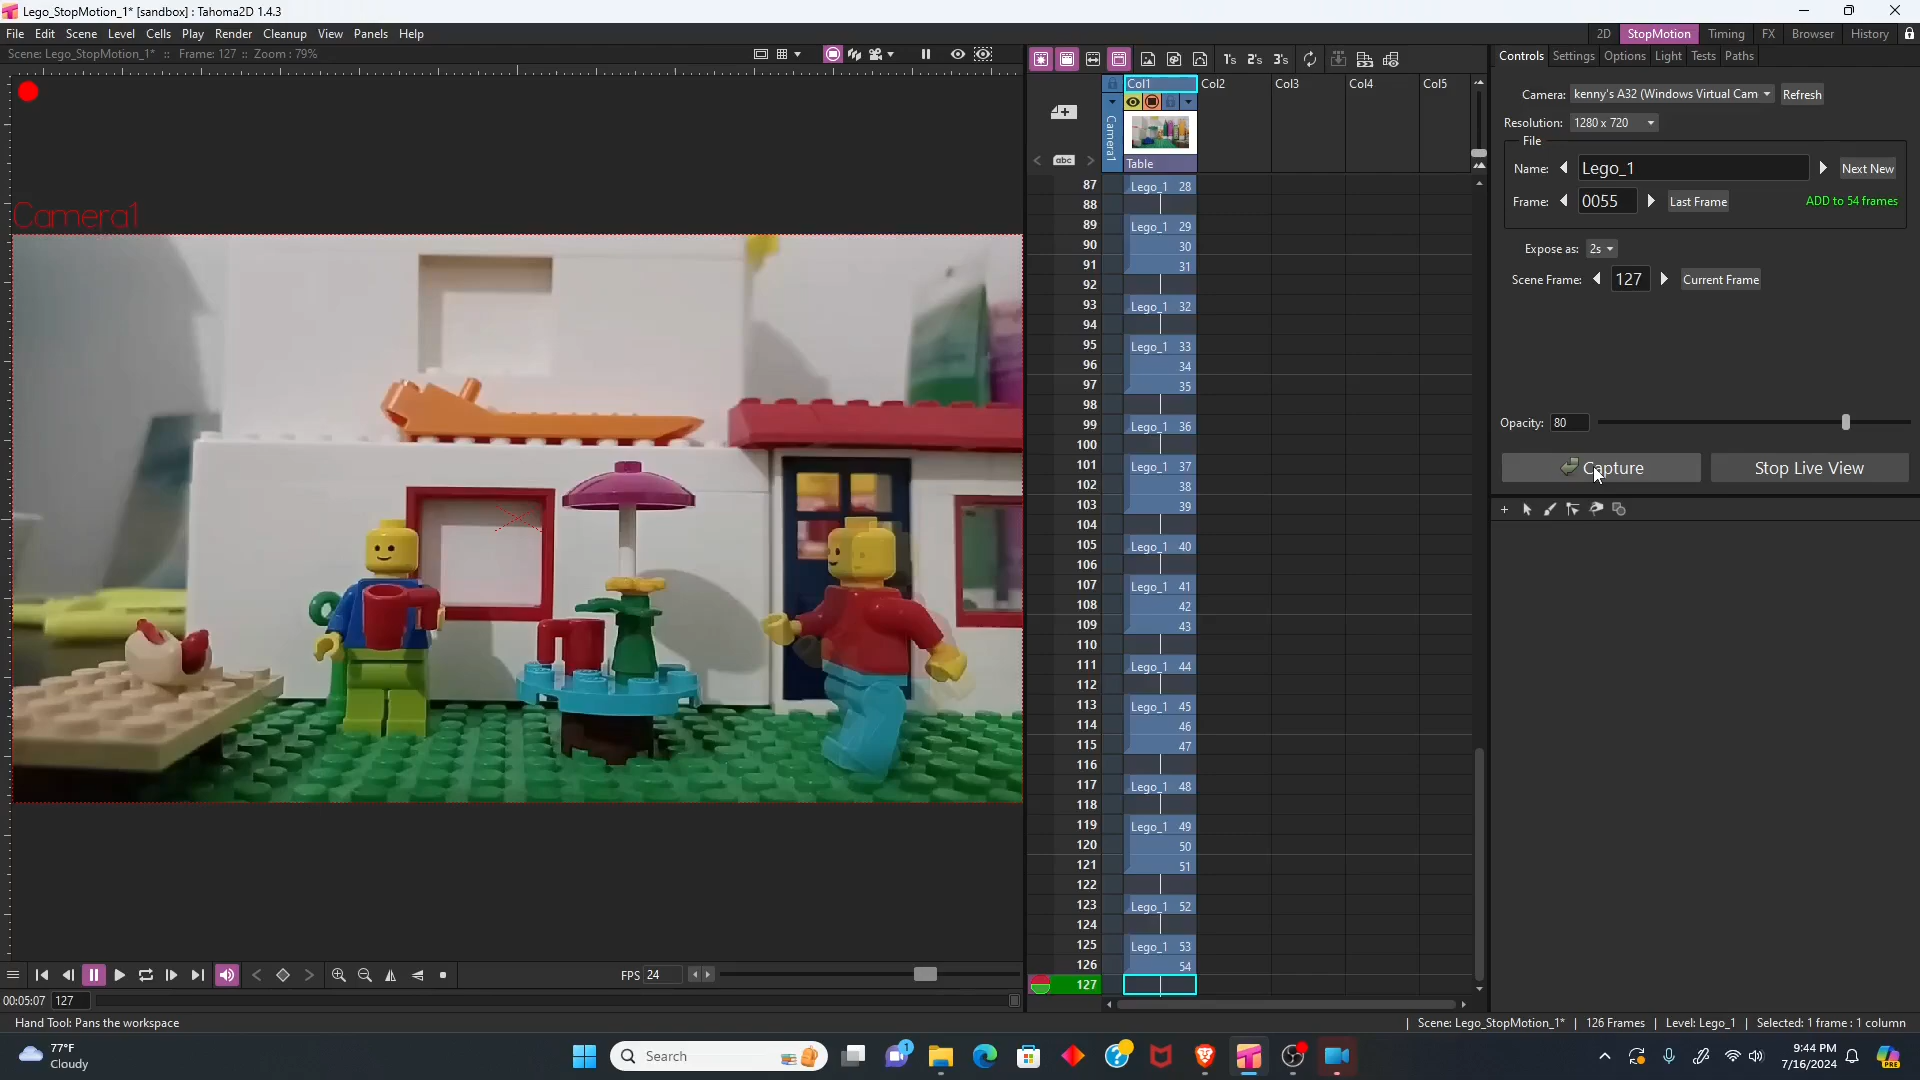 Lego_StopMotion_1* [sandbox] : Tahoma2D 1.4.3
File Edit Scene Level Cells Play Render Cleanup View Panels Help
2D StopMotion Timing FX Browser History
Scene: Lego_StopMotion_1* :: Frame: 127 :: Zoom : 79%
1's 2's 3's
Controls Settings Options Light Tests Paths
Col1 Col2 Col3 Col4 Col5
Camera1
abc
Table
Camera: kenny's A32 (Windows Virtual Cam Refresh
Resolution: 1280 x 720
File
Name: Lego_1 Next New
Frame: 0055 Last Frame ADD to 54 frames
Expose as: 2s
Scene Frame: 127 Current Frame
Opacity: 80
Capture Stop Live View
Camera1
87 Lego_1 28
88
89 Lego_1 29
90 30
91 31
92
93 Lego_1 32
94
95 Lego_1 33
96 34
97 35
98
99 Lego_1 36
100
101 Lego_1 37
102 38
103 39
104
105 Lego_1 40
106
107 Lego_1 41
108 42
109 43
110
111 Lego_1 44
112
113 Lego_1 45
114 46
115 47
116
117 Lego_1 48
118
119 Lego_1 49
120 50
121 51
122
123 Lego_1 52
124
125 Lego_1 53
126 54
127
FPS 24
00:05:07 127
Hand Tool: Pans the workspace
Scene: Lego_StopMotion_1* | 126 Frames | Level: Lego_1 | Selected: 1 frame : 1 column
77°F
Cloudy
Search
1
9:44 PM
7/16/2024
PRE